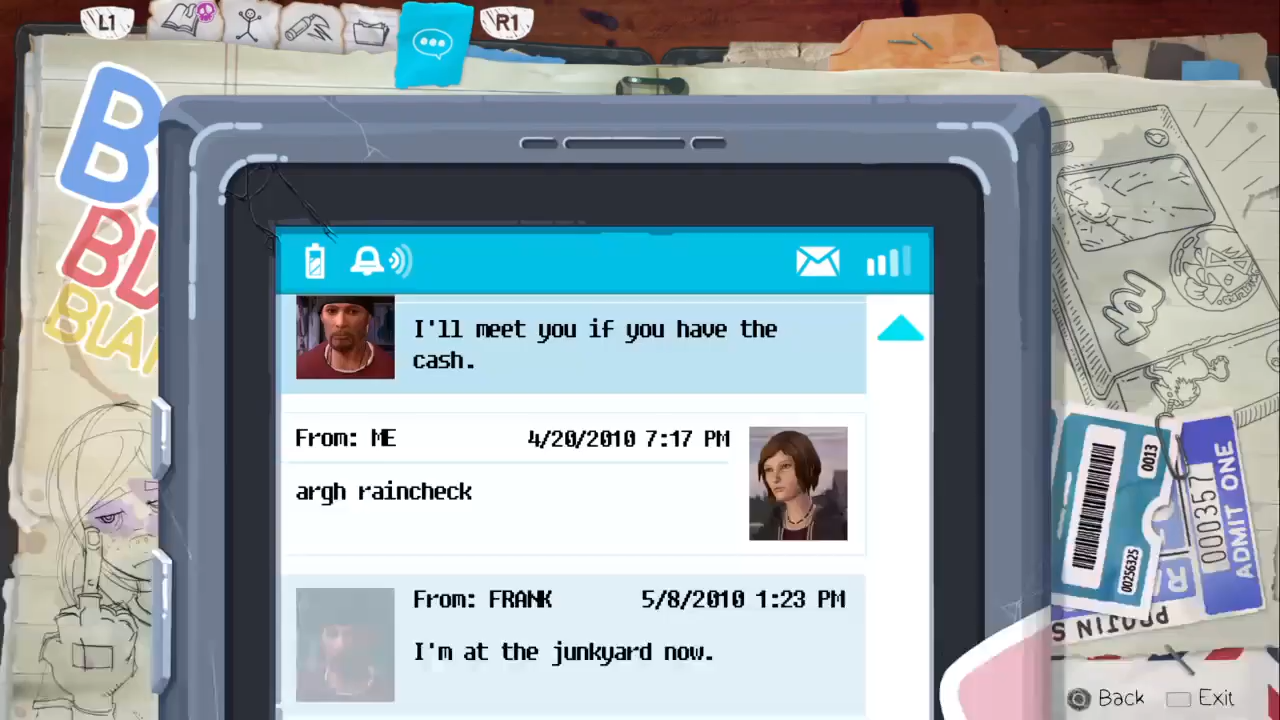 L1
R1
I'll meet you if you have the
cash.
From: ME
4/20/2010 7:17 PM
argh raincheck
From: FRANK
5/8/2010 1:23 PM
I'm at the junkyard now.
0013
00256325
000357
ADMIT ONE
Back
Exit